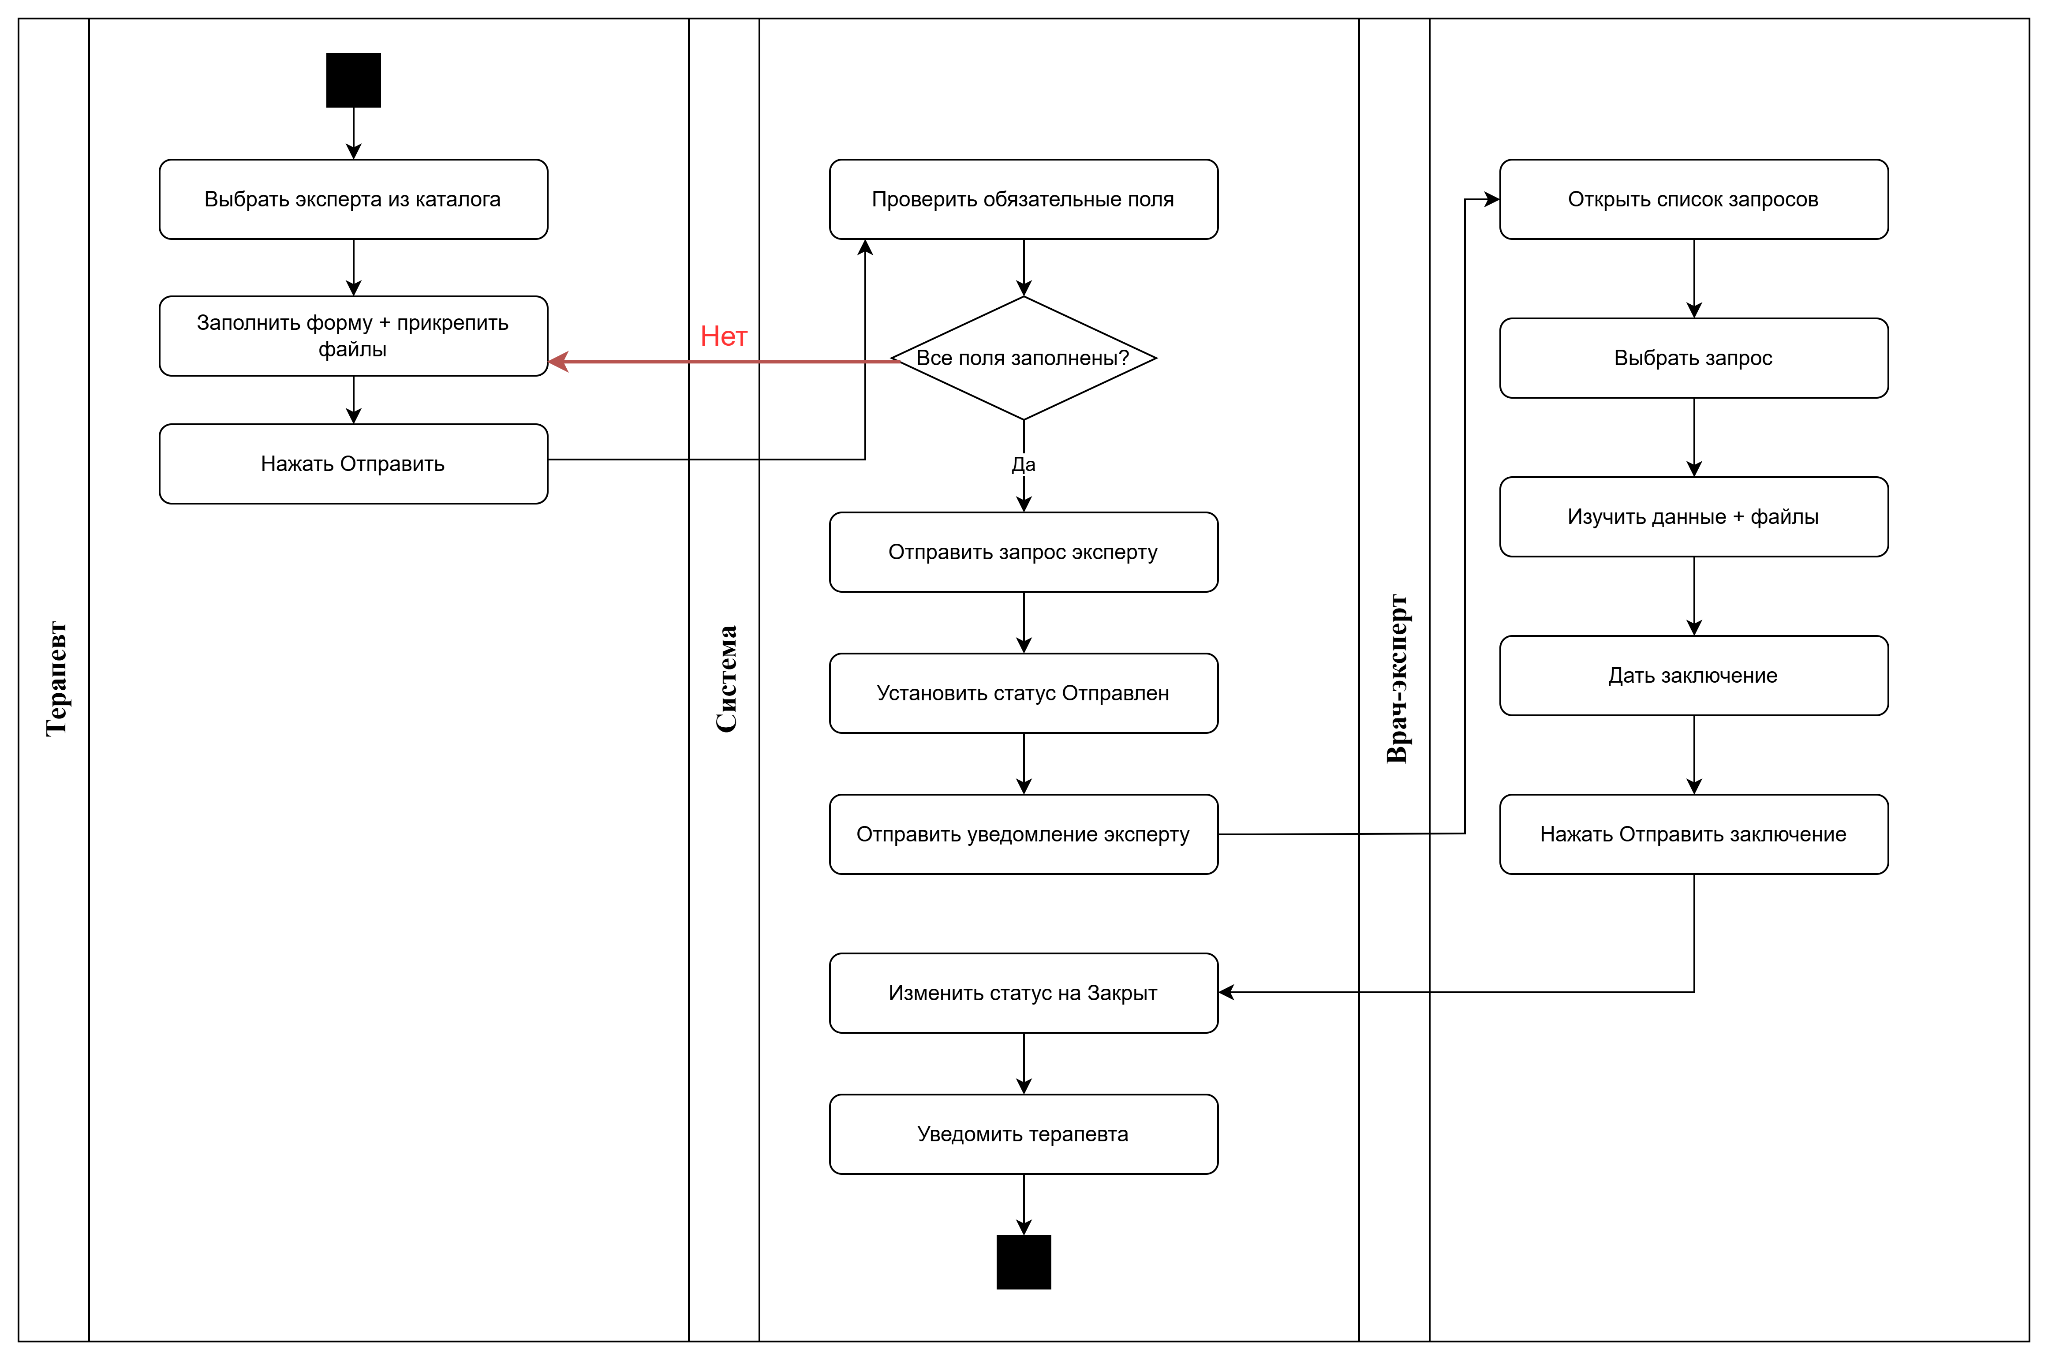 Терапевт
Выбрать эксперта из каталога
Заполнить форму + прикрепить
файлы
Нажать Отправить
Система
Проверить обязательные поля
Все поля заполнены?
Нет
Да
Отправить запрос эксперту
Установить статус Отправлен
Отправить уведомление эксперту
Изменить статус на Закрыт
Уведомить терапевта
Врач-эксперт
Открыть список запросов
Выбрать запрос
Изучить данные + файлы
Дать заключение
Нажать Отправить заключение